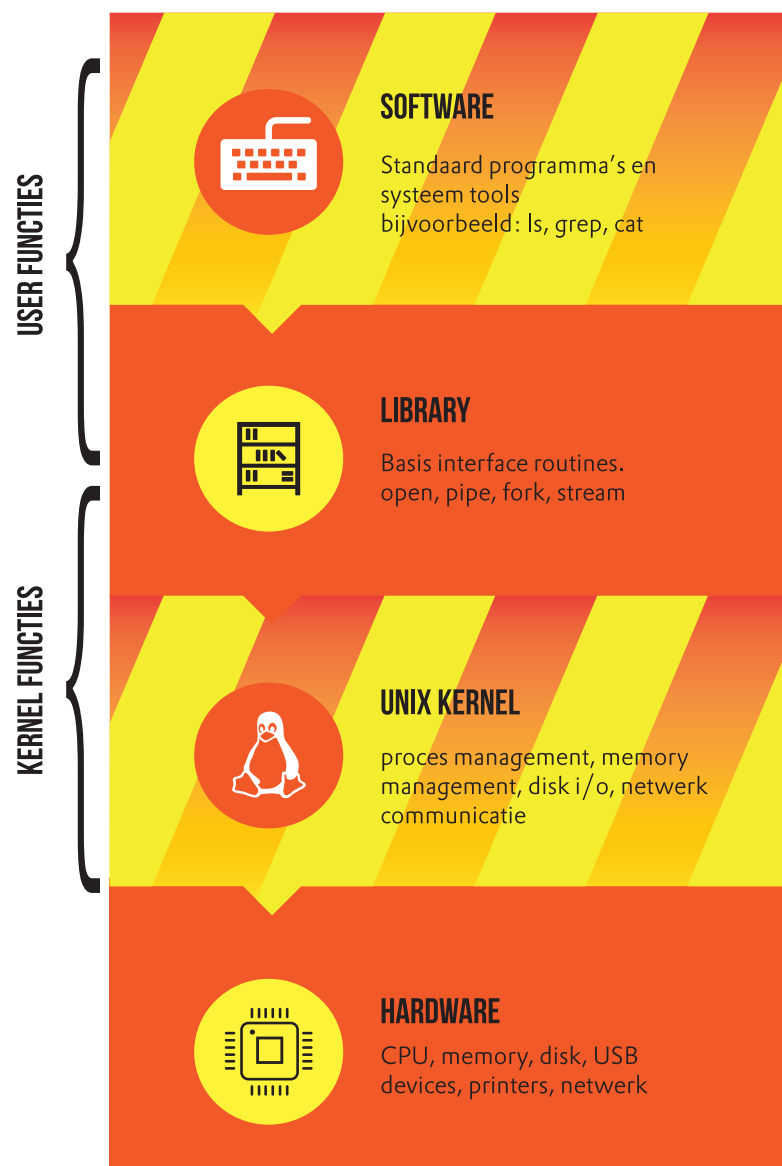 USER FUNCTIES
SOFTWARE
Standaard programma's en
systeem tools
bijvoorbeeld: ls, grep, cat
LIBRARY
Basis interface routines.
open, pipe, fork, stream
KERNEL FUNCTIES
UNIX KERNEL
proces management, memory
management, disk i/o, netwerk
communicatie
HARDWARE
CPU, memory, disk, USB
devices, printers, netwerk